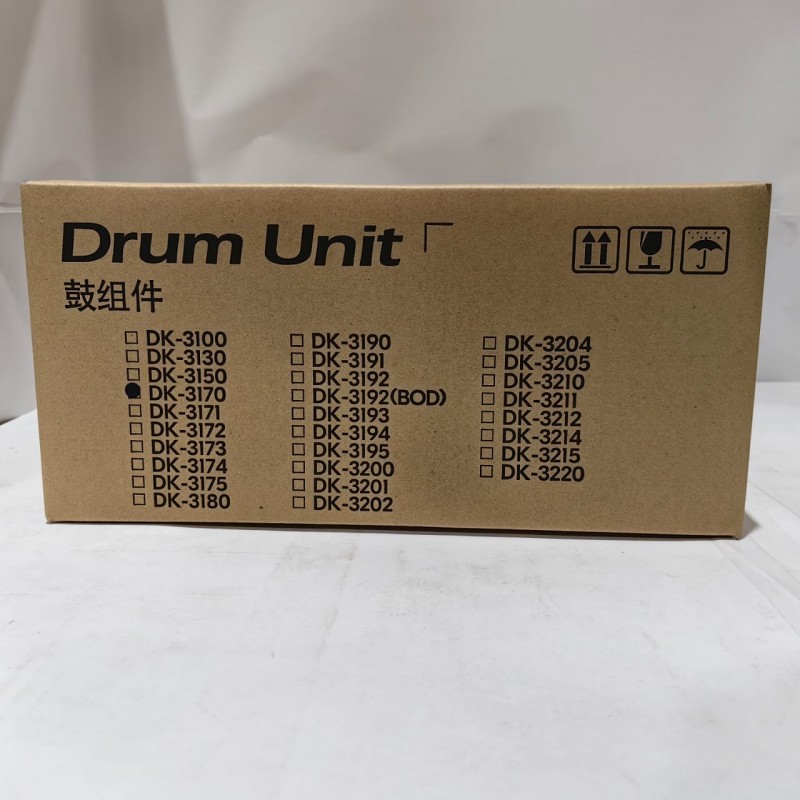 Drum Unit
鼓组件
DK-3100
DK-3130
DK-3150
DK-3170
DK-3171
DK-3172
DK-3173
DK-3174
DK-3175
DK-3180
DK-3190
DK-3191
DK-3192
DK-3192(BOD)
DK-3193
DK-3194
DK-3195
DK-3200
DK-3201
DK-3202
DK-3204
DK-3205
DK-3210
DK-3211
DK-3212
DK-3214
DK-3215
DK-3220